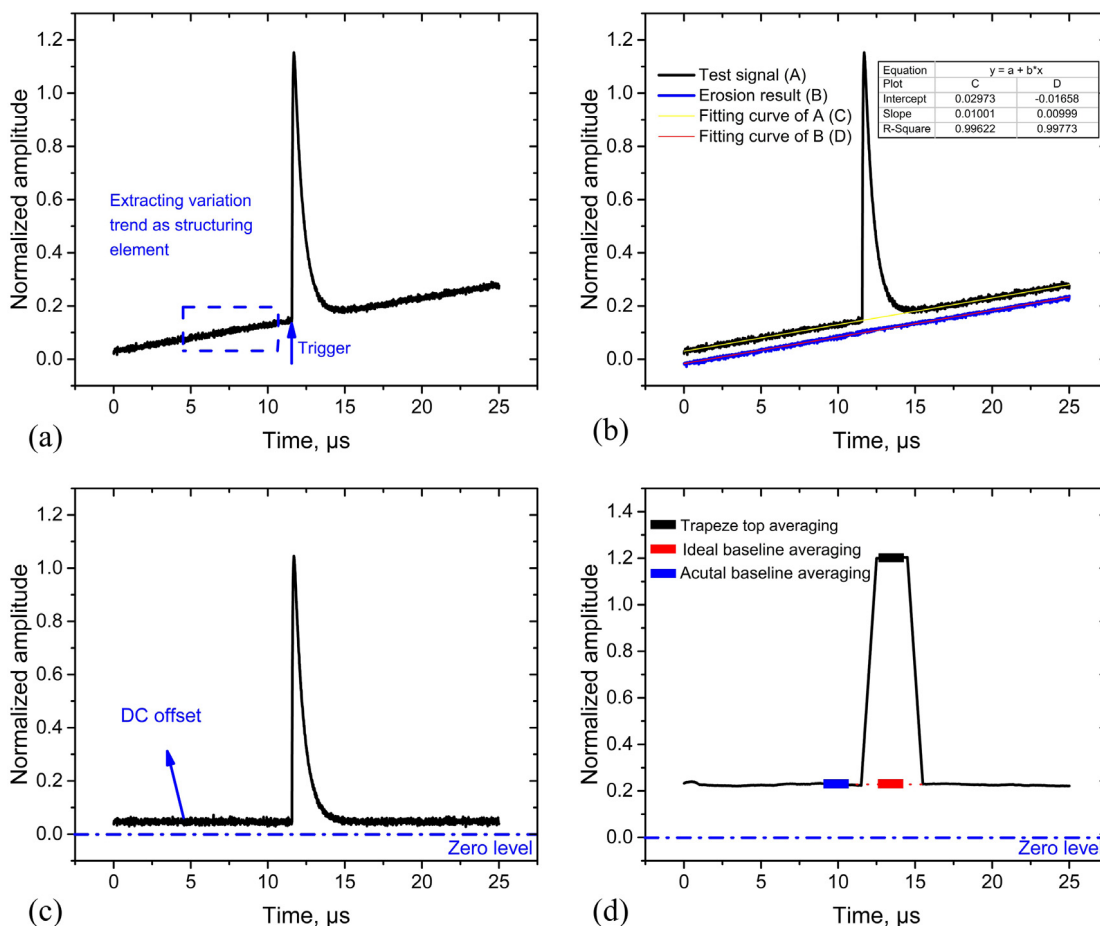 1.2
1.0
0.8
0.6
0.4
0.2
0.0
Normalized amplitude
Extracting variation
trend as structuring
element
Trigger
0 5 10 15 20 25
Time, µs
(a)
1.2
1.0
0.8
0.6
0.4
0.2
0.0
Normalized amplitude
Test signal (A)
Erosion result (B)
Fitting curve of A (C)
Fitting curve of B (D)
Equation y = a + b*x
Plot C D
Intercept 0.02973 -0.01658
Slope 0.01001 0.00999
R-Square 0.99622 0.99773
0 5 10 15 20 25
Time, µs
(b)
1.2
1.0
0.8
0.6
0.4
0.2
0.0
Normalized amplitude
DC offset
Zero level
0 5 10 15 20 25
Time, µs
(c)
1.4
1.2
1.0
0.8
0.6
0.4
0.2
0.0
Normalized amplitude
Trapeze top averaging
Ideal baseline averaging
Acutal baseline averaging
Zero level
0 5 10 15 20 25
Time, µs
(d)